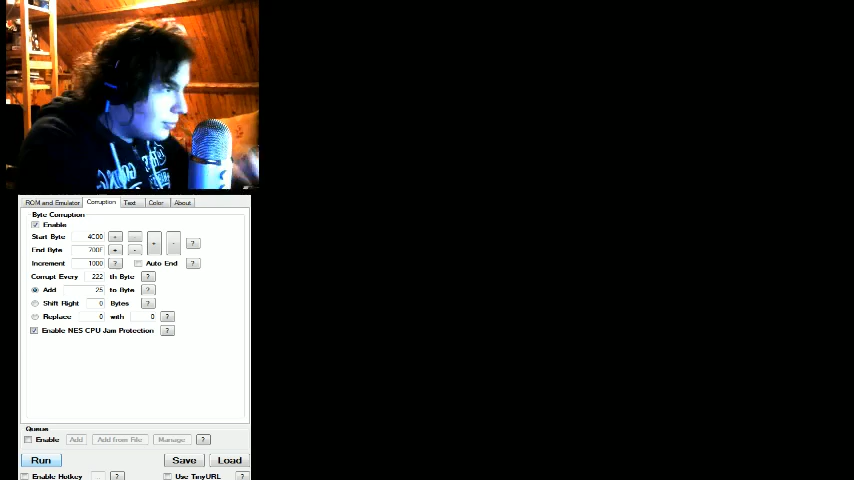 ROM and Emulator Corruption Text Color About
Byte Corruption
Enable
Start Byte 4C00 + - + - ?
End Byte 200F + -
Increment 1000 ? Auto End ?
Corrupt Every 222 th Byte ?
Add 25 to Byte ?
Shift Right 0 Bytes ?
Replace 0 with 0 ?
Enable NES CPU Jam Protection ?
Queue
Enable Add Add from File Manage ?
Run Save Load
Enable Hotkey ... ? Use TinyURL ?